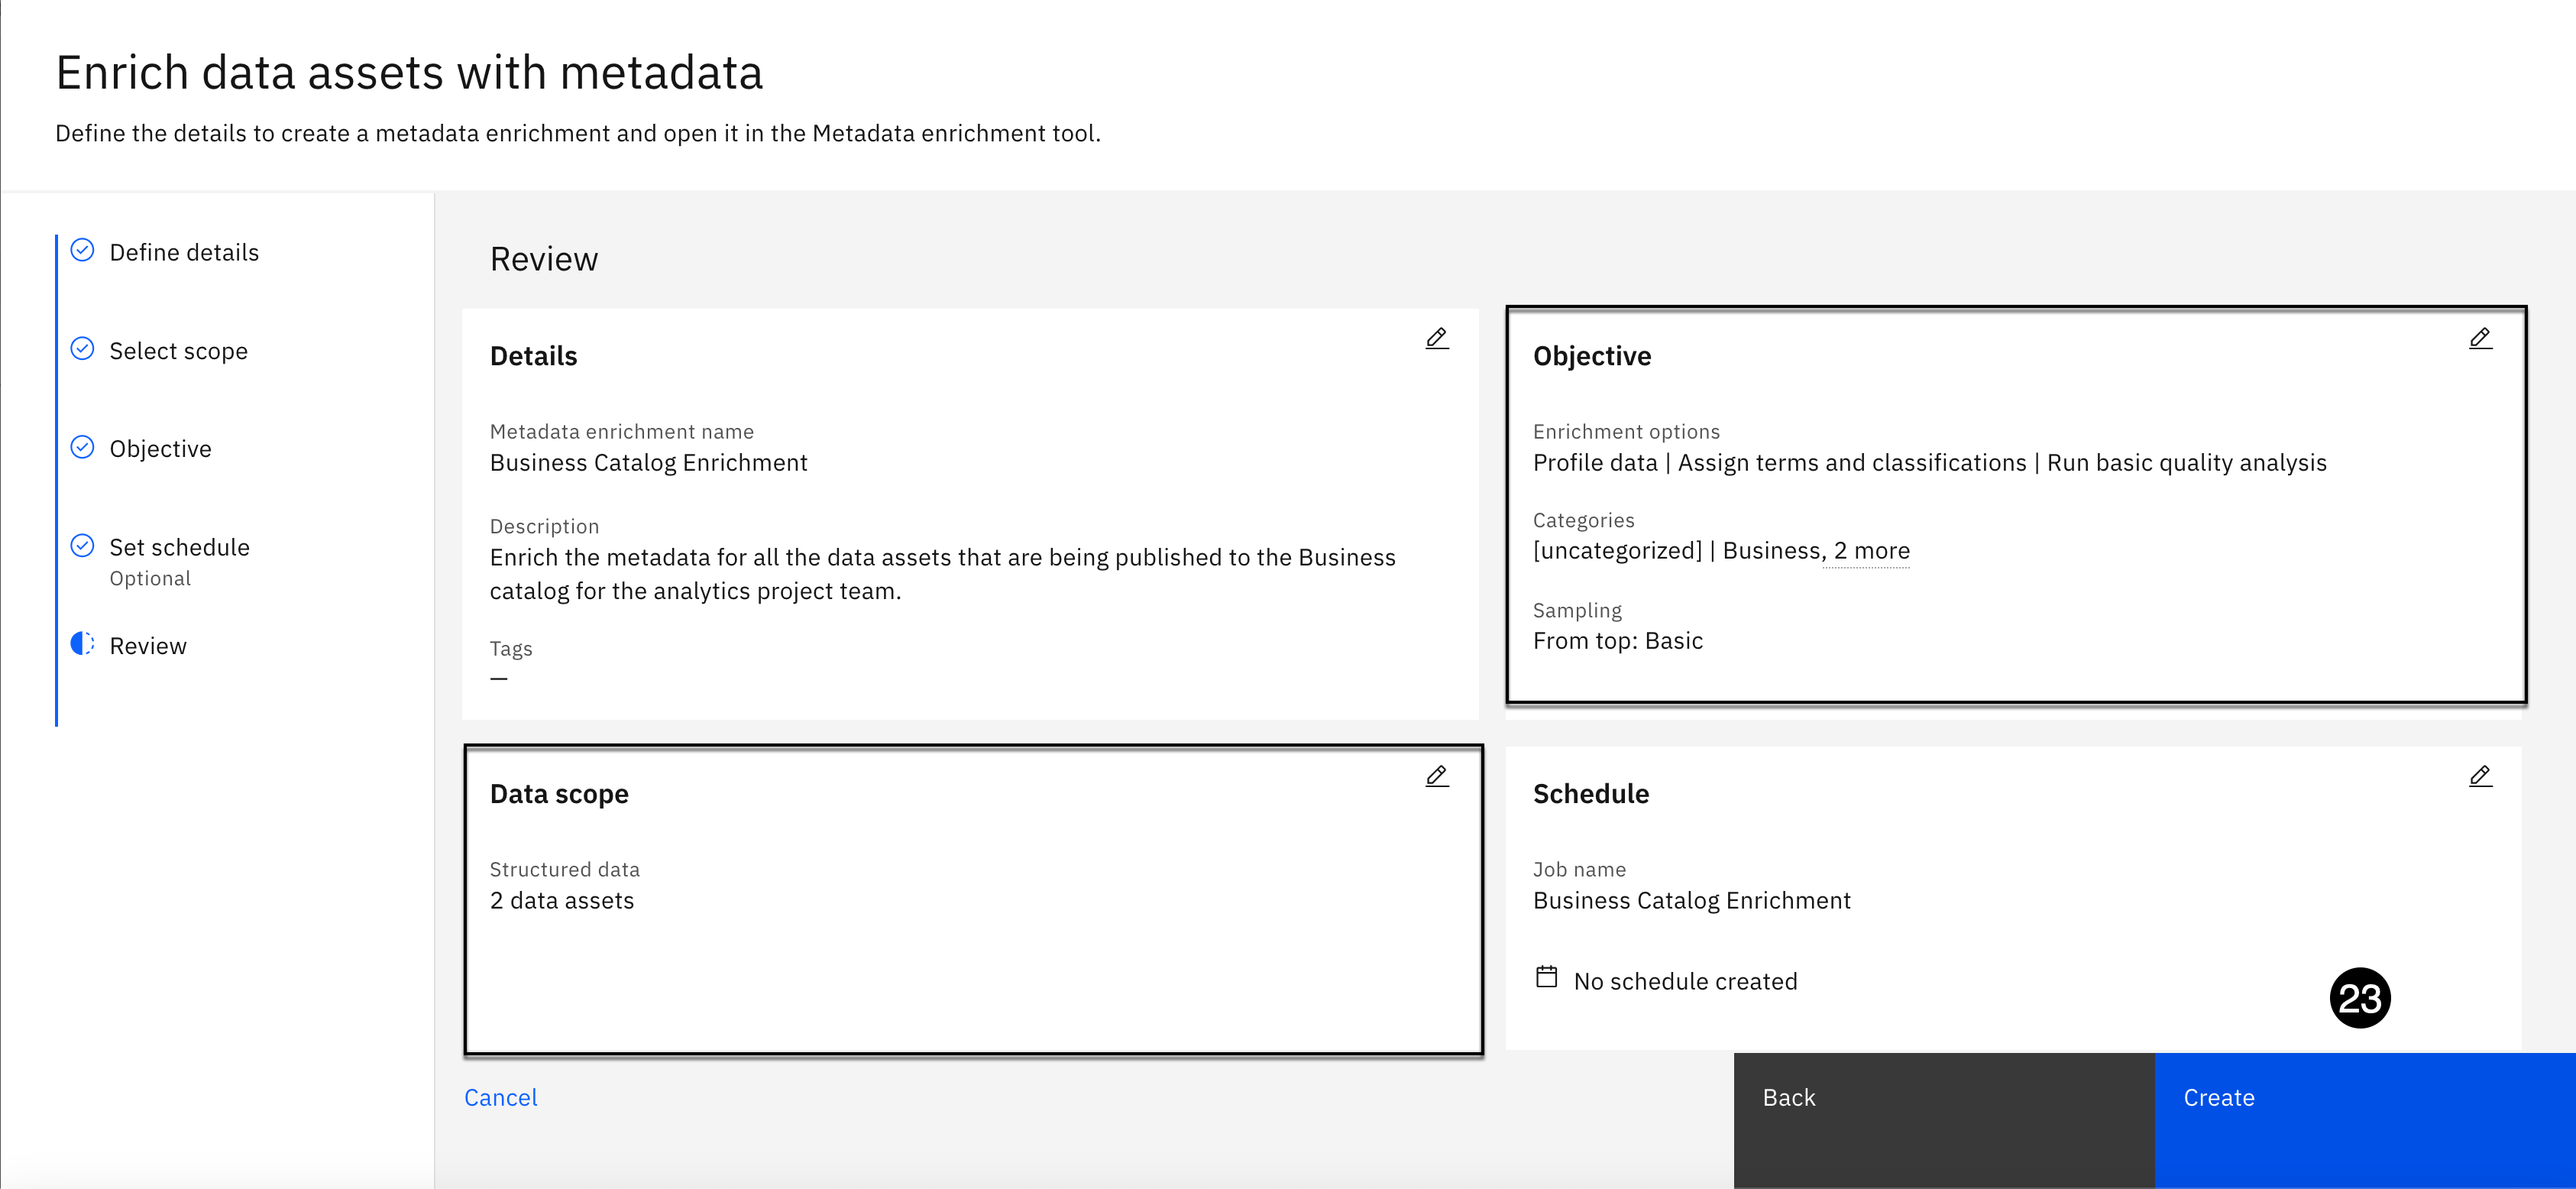 Enrich data assets with metadata
Define the details to create a metadata enrichment and open it in the Metadata enrichment tool.
Define details
Select scope
Objective
Set schedule
Optional
Review
Review
Details
Metadata enrichment name
Business Catalog Enrichment
Description
Enrich the metadata for all the data assets that are being published to the Business
catalog for the analytics project team.
Tags
—
Objective
Enrichment options
Profile data | Assign terms and classifications | Run basic quality analysis
Categories
[uncategorized] | Business, 2 more
Sampling
From top: Basic
Data scope
Structured data
2 data assets
Schedule
Job name
Business Catalog Enrichment
No schedule created
23
Cancel
Back
Create